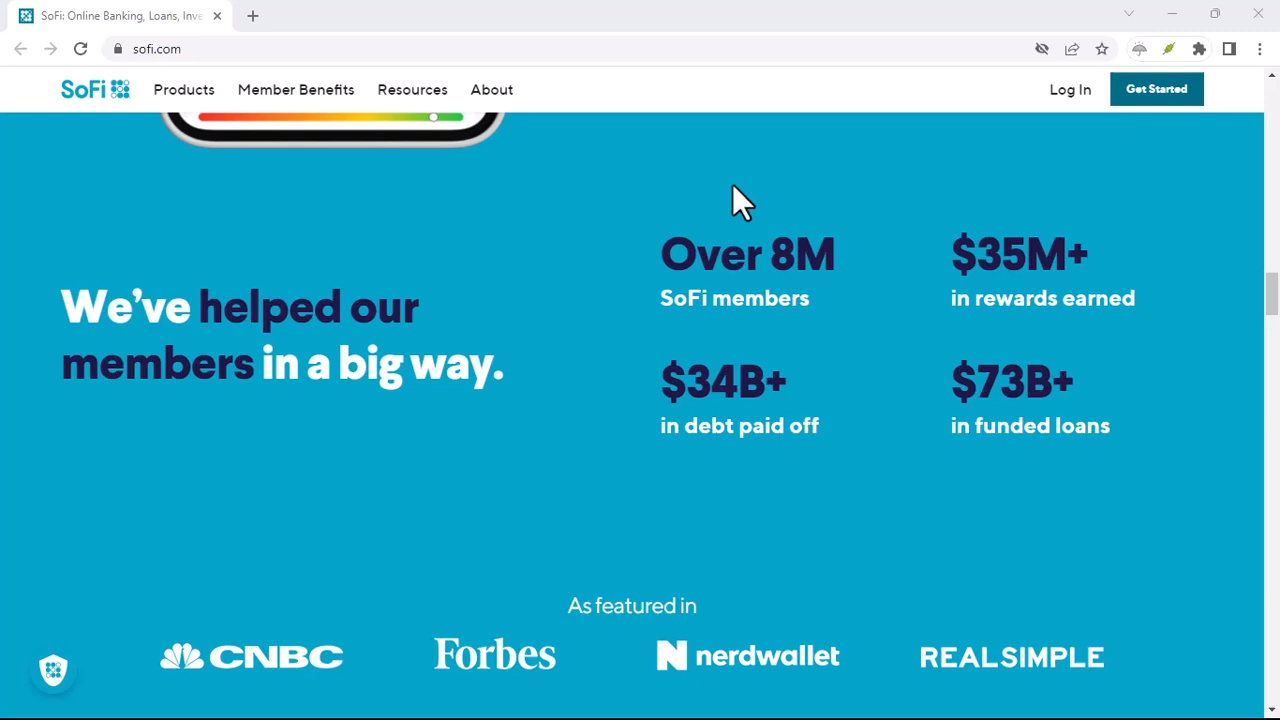 SoFi: Online Banking, Loans, Inve
sofi.com
SoFi
Products
Member Benefits
Resources
About
Log In
Get Started
We've helped our
members in a big way.
Over 8M
SoFi members
$35M+
in rewards earned
$34B+
in debt paid off
$73B+
in funded loans
As featured in
CNBC
Forbes
nerdwallet
REAL SIMPLE